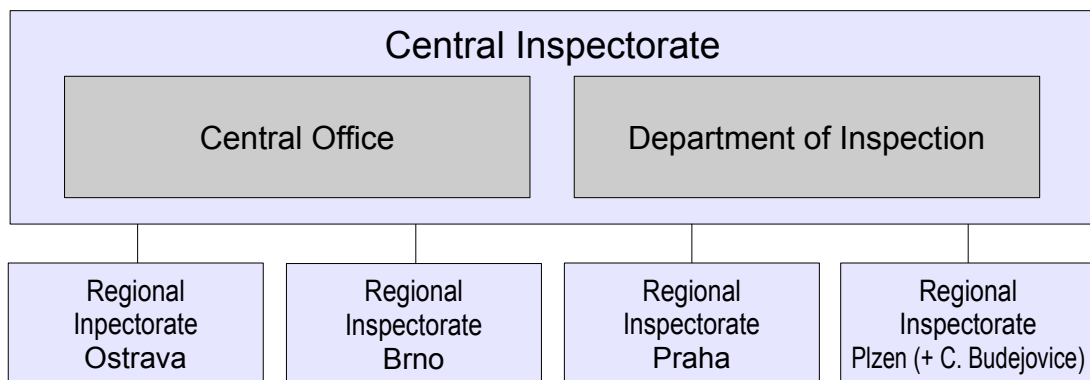 Central Inspectorate
Central Office
Department of Inspection
Regional
Inpectorate
Ostrava
Regional
Inspectorate
Brno
Regional
Inspectorate
Praha
Regional
Inspectorate
Plzen (+ C. Budejovice)